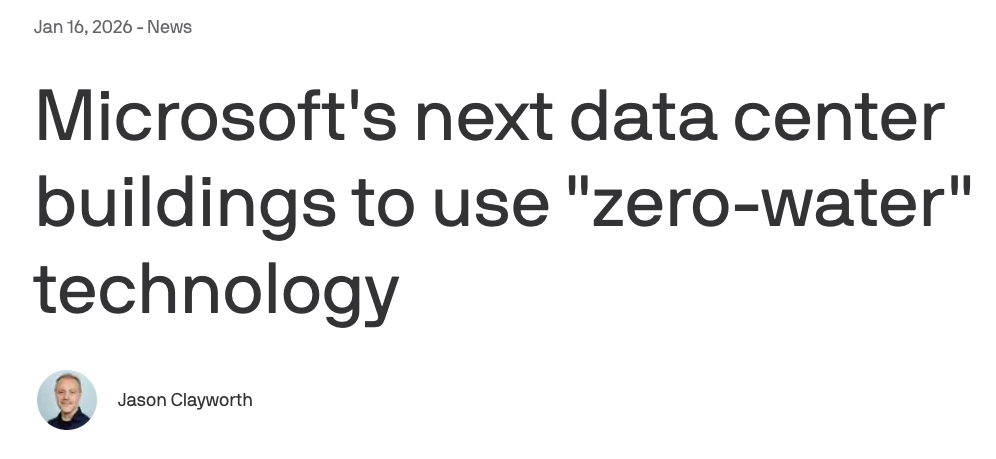 Jan 16, 2026 - News
Microsoft's next data center
buildings to use "zero-water"
technology
Jason Clayworth